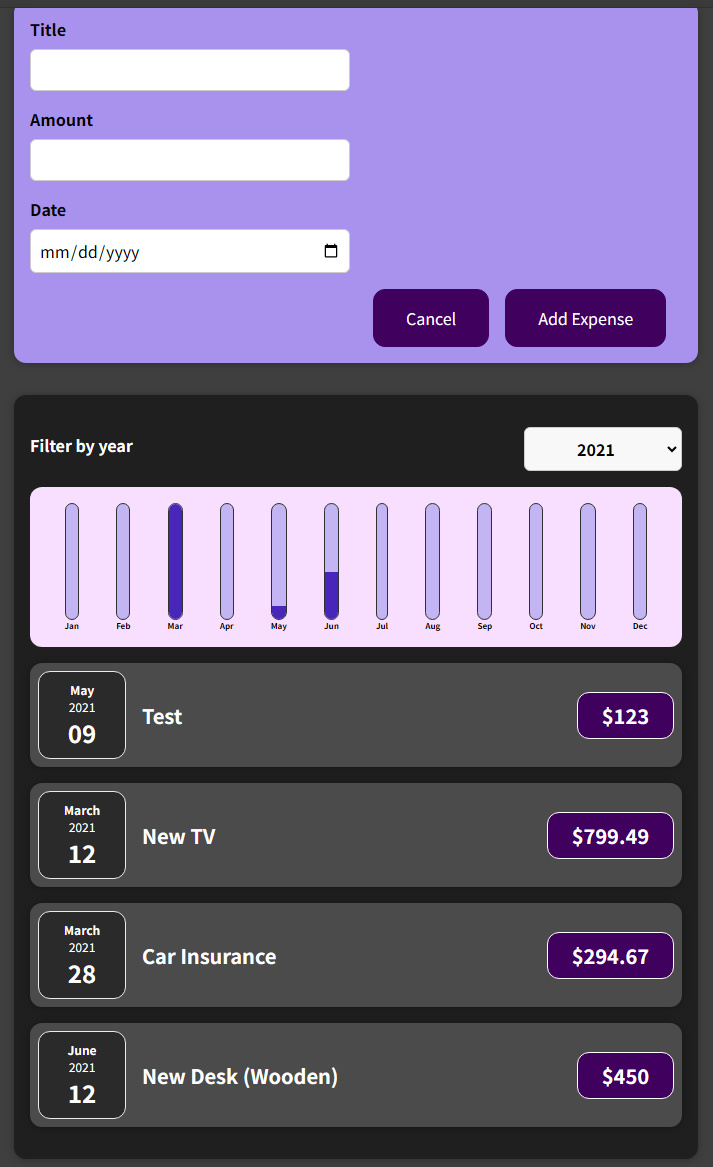 Title
Amount
Date
mm/dd/yyyy
Cancel Add Expense
Filter by year 2021
Jan Feb Mar Apr May Jun Jul Aug Sep Oct Nov Dec
May
2021
09
Test
$123
March
2021
12
New TV
$799.49
March
2021
28
Car Insurance
$294.67
June
2021
12
New Desk (Wooden)
$450